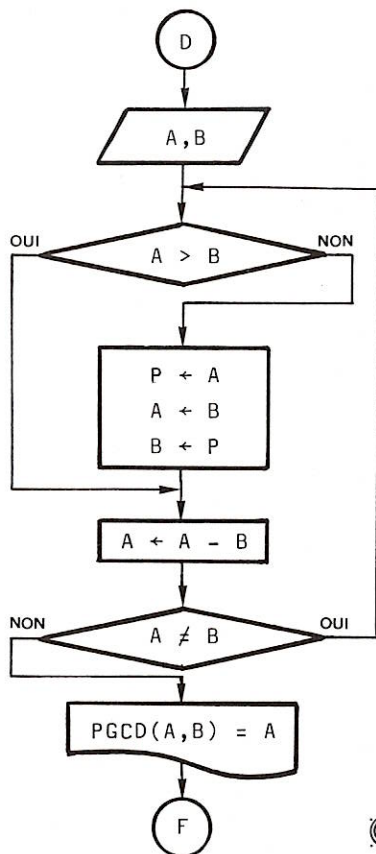 D
A,B
OUI
A > B
NON
P ← A
A ← B
B ← P
A ← A - B
NON
A ≠ B
OUI
PGCD(A,B) = A
F